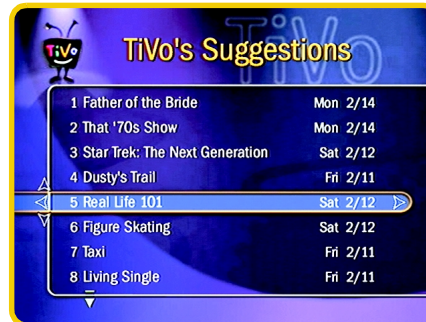 TiVo
TiVo's Suggestions
TiVo
1 Father of the Bride Mon 2/14
2 That '70s Show Mon 2/14
3 Star Trek: The Next Generation Sat 2/12
4 Dusty's Trail Fri 2/11
5 Real Life 101 Sat 2/12
6 Figure Skating Sat 2/12
7 Taxi Fri 2/11
8 Living Single Fri 2/11